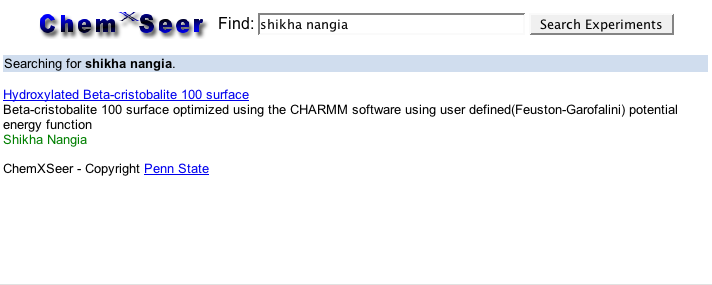 ChemXSeer Find: shikha nangia Search Experiments
Searching for shikha nangia.
Hydroxylated Beta-cristobalite 100 surface
Beta-cristobalite 100 surface optimized using the CHARMM software using user defined(Feuston-Garofalini) potential
energy function
Shikha Nangia
ChemXSeer - Copyright Penn State